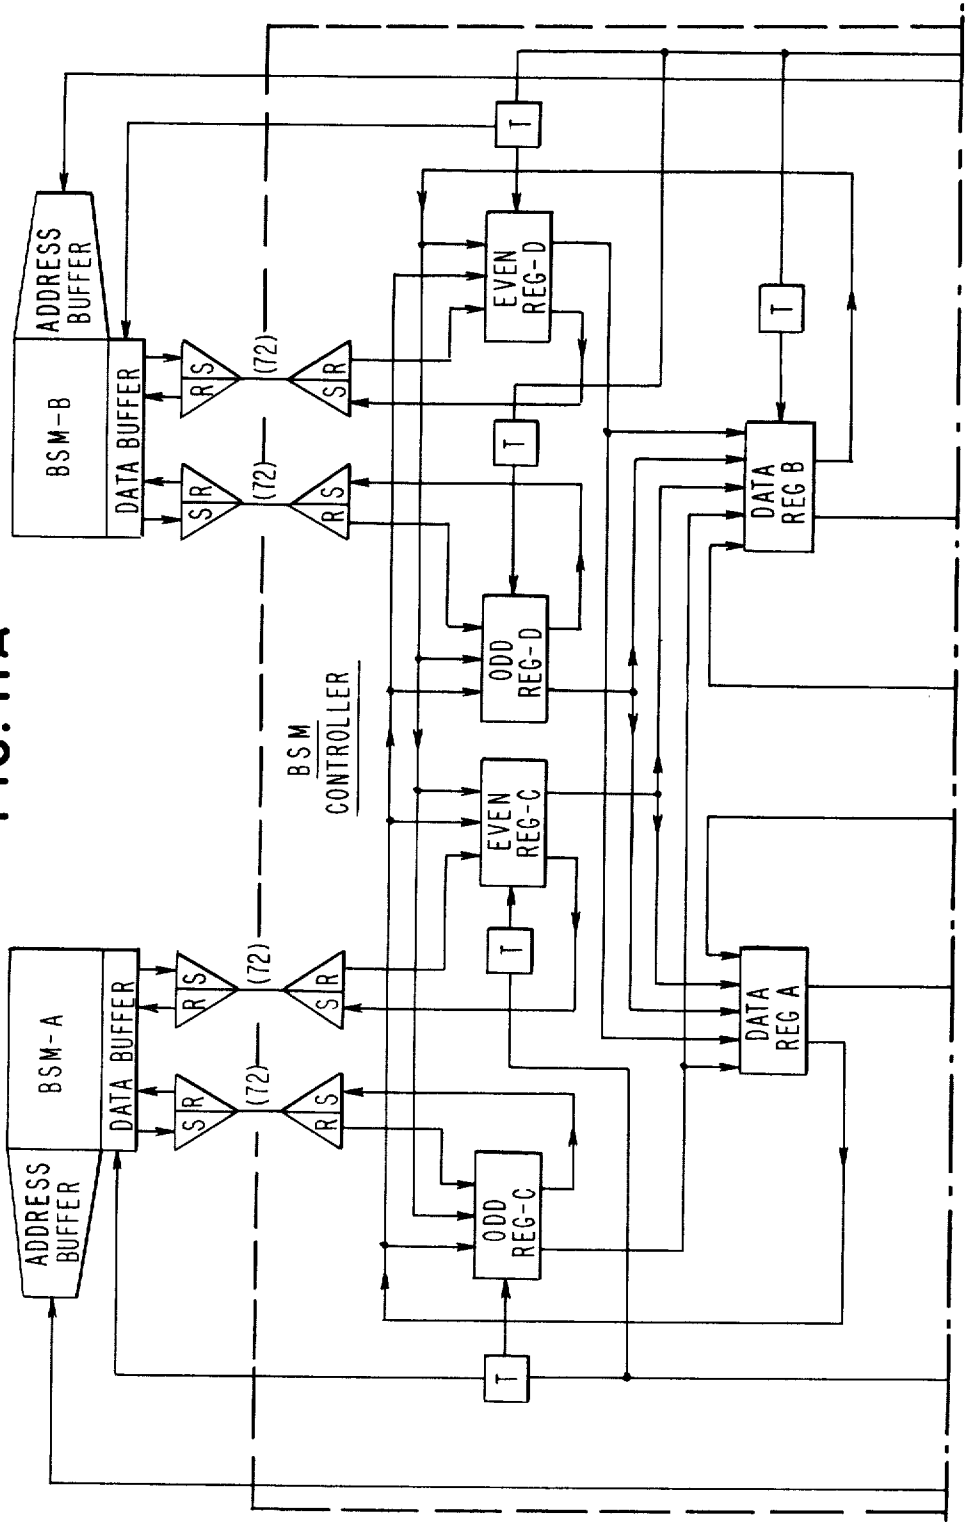 FIG.
BSM-A
BSM-B
ADDRESS
BUFFER
DATA BUFFER
DATA BUFFER
ADDRESS
BUFFER
S R
R S
S R
R S
(72)
(72)
(72)
(72)
R S
S R
R S
S R
BSM
CONTROLLER
T
ODD
REG-C
T
EVEN
REG-C
ODD
REG-D
T
EVEN
REG-D
T
DATA
REG A
DATA
REG B
T